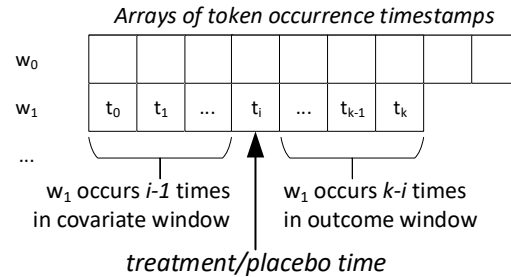 Arrays of token occurrence timestamps
w0
w1 t0 t1 ... ti ... tk-1 tk
...
w1 occurs i-1 times in covariate window
w1 occurs k-i times in outcome window
treatment/placebo time